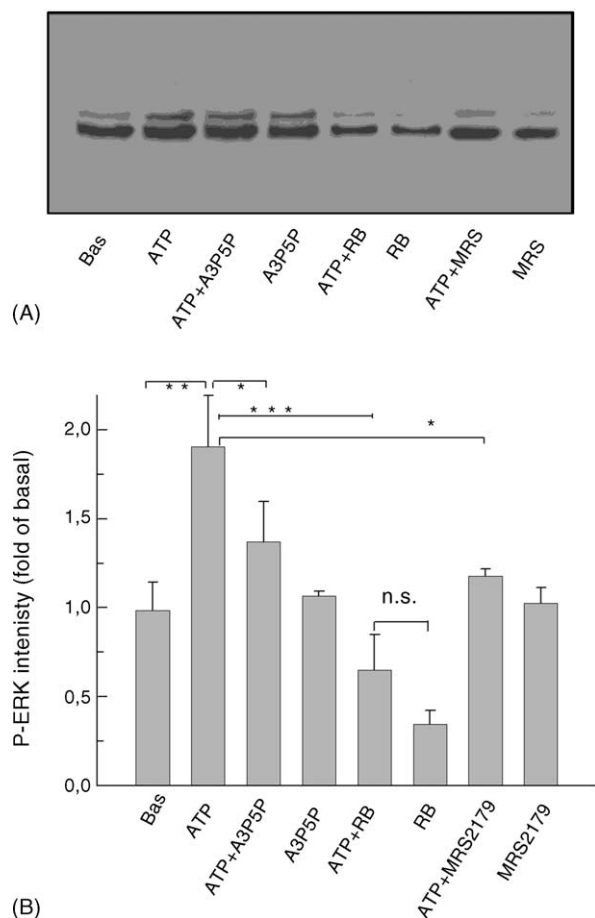 Bas
ATP
ATP+A3P5P
A3P5P
ATP+RB
RB
ATP+MRS
MRS
(A)
* *
*
* * *
*
n.s.
P-ERK intenisty (fold of basal)
2,0
1,5
1,0
0,5
0,0
Bas
ATP
ATP+A3P5P
A3P5P
ATP+RB
RB
ATP+MRS2179
MRS2179
(B)